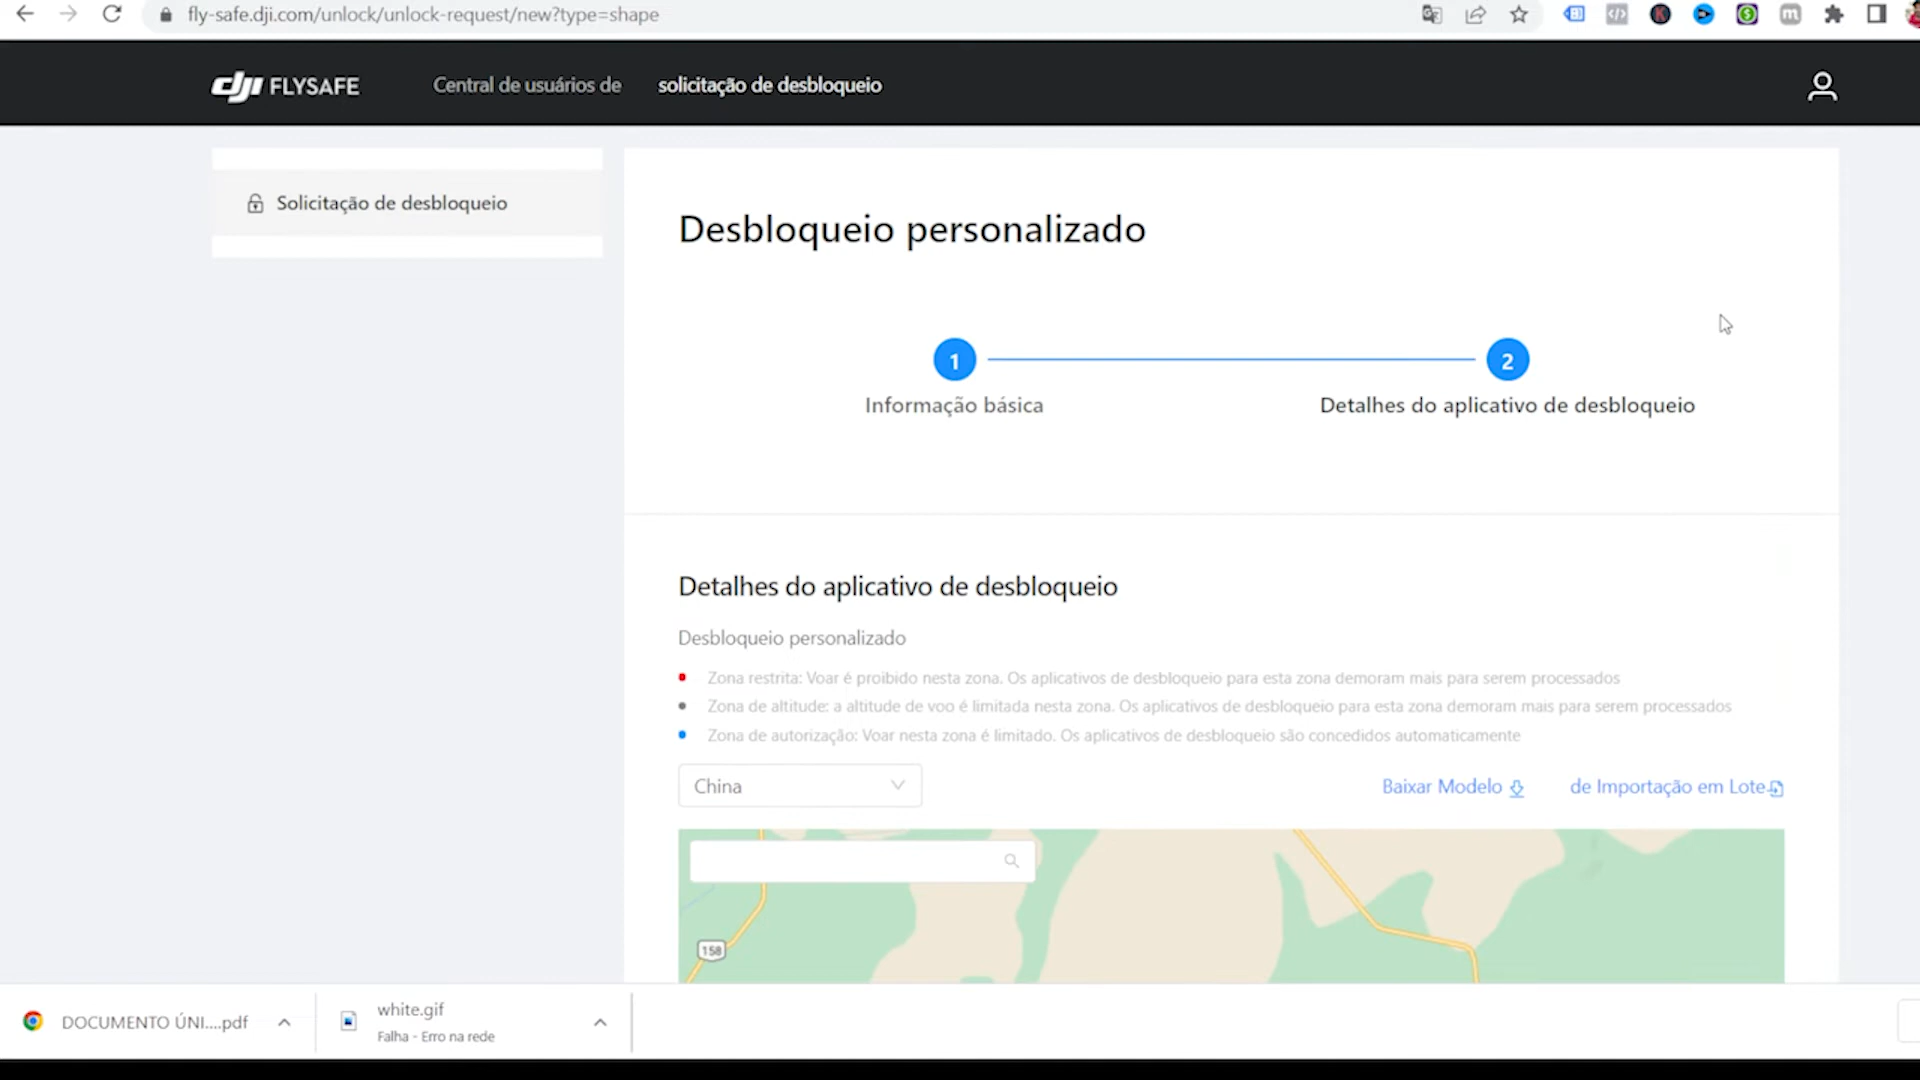 fly-safe.dji.com/unlock/unlock-request/new?type=shape
dji FLYSAFE
Central de usuários de
solicitação de desbloqueio
Solicitação de desbloqueio
Desbloqueio personalizado
1
2
Informação básica
Detalhes do aplicativo de desbloqueio
Detalhes do aplicativo de desbloqueio
Desbloqueio personalizado
Zona restrita: Voar é proibido nesta zona. Os aplicativos de desbloqueio para esta zona demoram mais para serem processados
Zona de altitude: a altitude de voo é limitada nesta zona. Os aplicativos de desbloqueio para esta zona demoram mais para serem processados
Zona de autorização: Voar nesta zona é limitado. Os aplicativos de desbloqueio são concedidos automaticamente
China
Baixar Modelo
de Importação em Lote
158
DOCUMENTO ÚNI....pdf
white.gif
Falha - Erro na rede